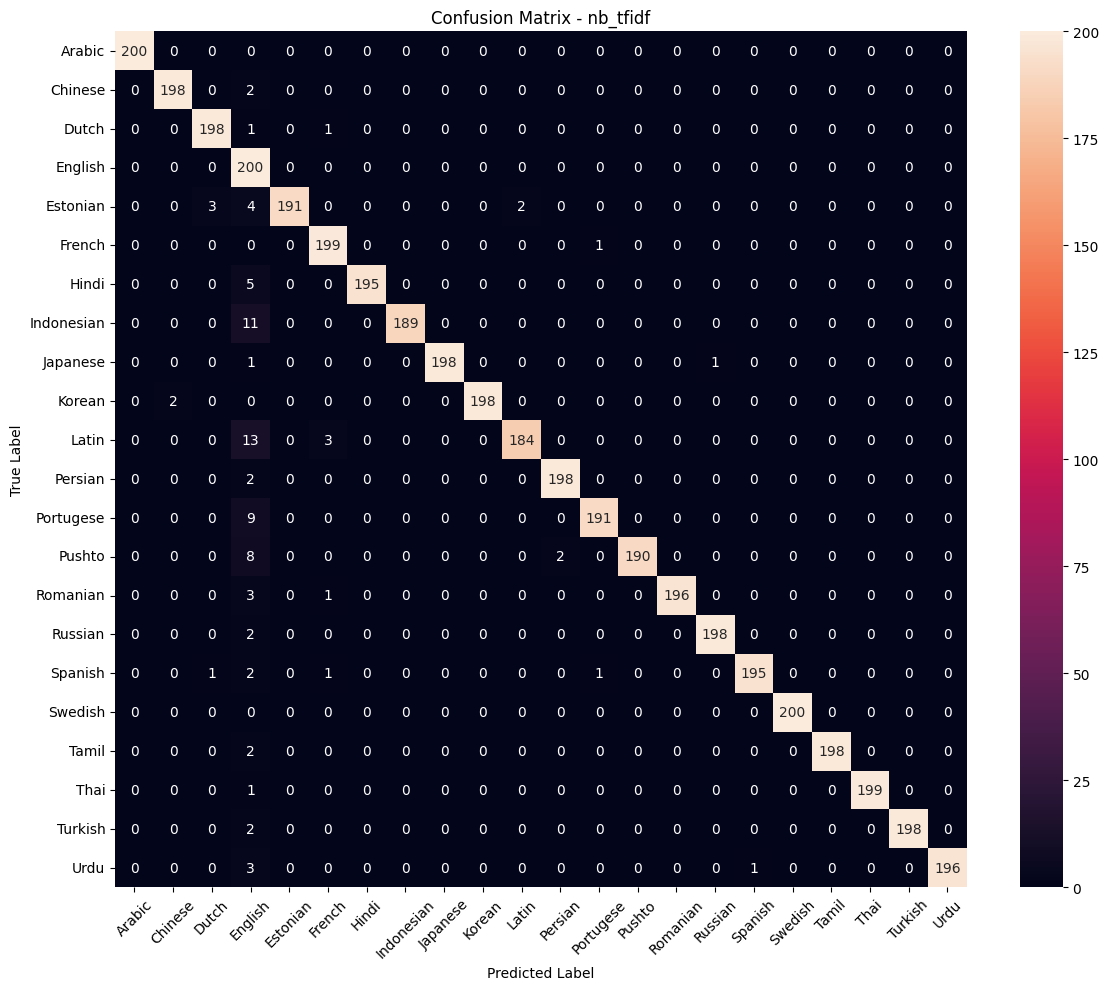 Confusion Matrix - nb_tfidf
Arabic 200 0 0 0 0 0 0 0 0 0 0 0 0 0 0 0 0 0 0 0 0 0
Chinese 0 198 0 2 0 0 0 0 0 0 0 0 0 0 0 0 0 0 0 0 0 0
Dutch 0 0 198 1 0 1 0 0 0 0 0 0 0 0 0 0 0 0 0 0 0 0
English 0 0 0 200 0 0 0 0 0 0 0 0 0 0 0 0 0 0 0 0 0 0
Estonian 0 0 3 4 191 0 0 0 0 0 2 0 0 0 0 0 0 0 0 0 0 0
French 0 0 0 0 0 199 0 0 0 0 0 0 1 0 0 0 0 0 0 0 0 0
Hindi 0 0 0 5 0 0 195 0 0 0 0 0 0 0 0 0 0 0 0 0 0 0
Indonesian 0 0 0 11 0 0 0 189 0 0 0 0 0 0 0 0 0 0 0 0 0 0
Japanese 0 0 0 1 0 0 0 0 198 0 0 0 0 0 0 1 0 0 0 0 0 0
Korean 0 2 0 0 0 0 0 0 0 198 0 0 0 0 0 0 0 0 0 0 0 0
Latin 0 0 0 13 0 3 0 0 0 0 184 0 0 0 0 0 0 0 0 0 0 0
Persian 0 0 0 2 0 0 0 0 0 0 0 198 0 0 0 0 0 0 0 0 0 0
Portugese 0 0 0 9 0 0 0 0 0 0 0 0 191 0 0 0 0 0 0 0 0 0
Pushto 0 0 0 8 0 0 0 0 0 0 0 2 0 190 0 0 0 0 0 0 0 0
Romanian 0 0 0 3 0 1 0 0 0 0 0 0 0 0 196 0 0 0 0 0 0 0
Russian 0 0 0 2 0 0 0 0 0 0 0 0 0 0 0 198 0 0 0 0 0 0
Spanish 0 0 1 2 0 1 0 0 0 0 0 0 1 0 0 0 195 0 0 0 0 0
Swedish 0 0 0 0 0 0 0 0 0 0 0 0 0 0 0 0 0 200 0 0 0 0
Tamil 0 0 0 2 0 0 0 0 0 0 0 0 0 0 0 0 0 0 198 0 0 0
Thai 0 0 0 1 0 0 0 0 0 0 0 0 0 0 0 0 0 0 0 199 0 0
Turkish 0 0 0 2 0 0 0 0 0 0 0 0 0 0 0 0 0 0 0 0 198 0
Urdu 0 0 0 3 0 0 0 0 0 0 0 0 0 0 0 0 1 0 0 0 0 196
Arabic Chinese Dutch English Estonian French Hindi Indonesian Japanese Korean Latin Persian Portugese Pushto Romanian Russian Spanish Swedish Tamil Thai Turkish Urdu
Predicted Label
True Label
200
175
150
125
100
75
50
25
0